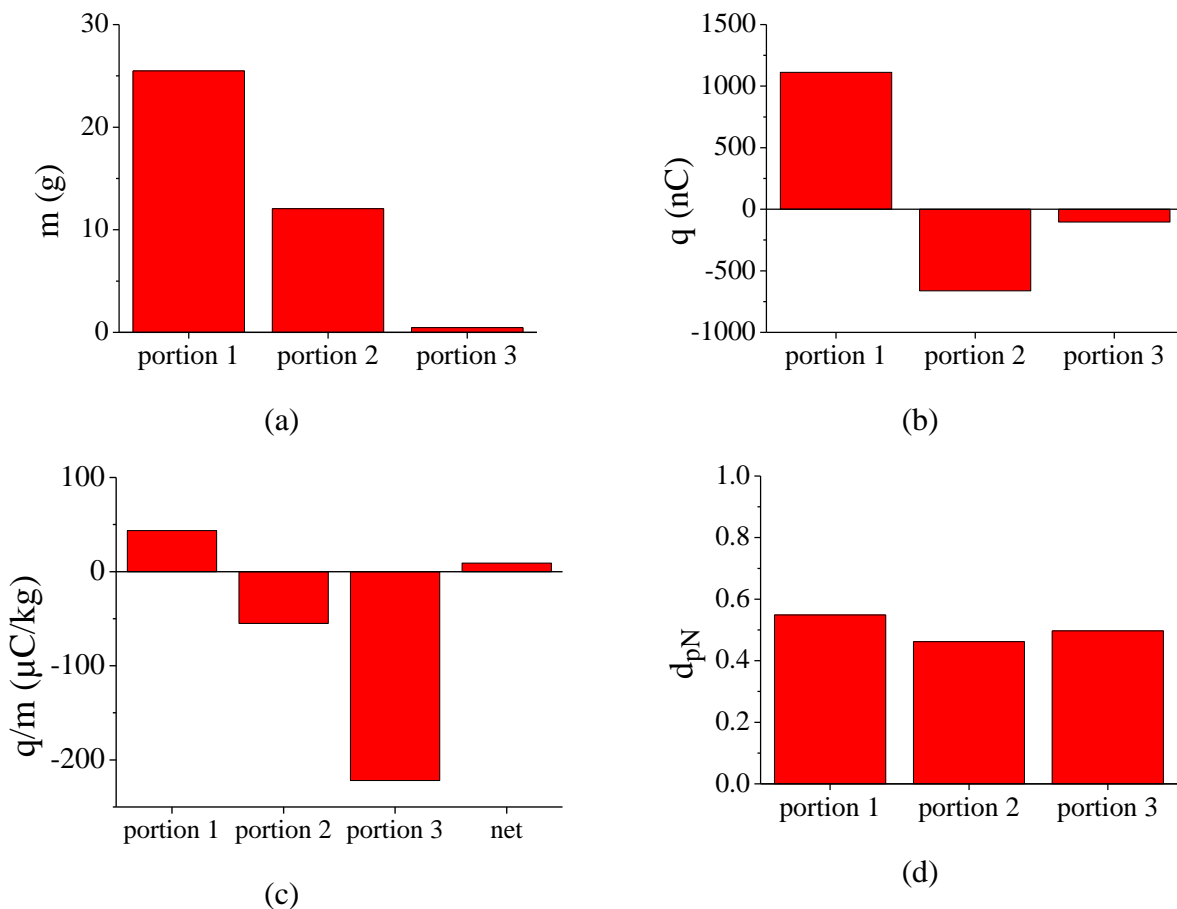 30
20
10
0
m (g)
portion 1 portion 2 portion 3
(a)
1500
1000
500
0
-500
-1000
q (nC)
portion 1 portion 2 portion 3
(b)
100
0
-100
-200
q/m (μC/kg)
portion 1 portion 2 portion 3 net
(c)
1.0
0.8
0.6
0.4
0.2
0.0
dpN
portion 1 portion 2 portion 3
(d)